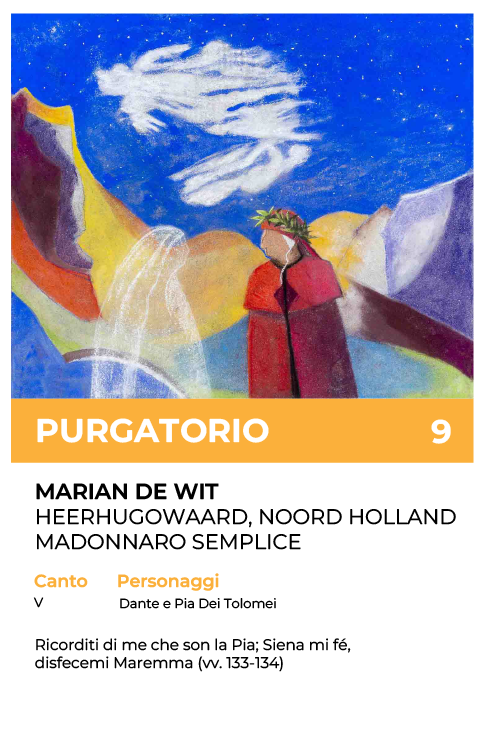 PURGATORIO 9
MARIAN DE WIT
HEERHUGOWAARD, NOORD HOLLAND
MADONNARO SEMPLICE
Canto Personaggi
V Dante e Pia Dei Tolomei
Ricorditi di me che son la Pia; Siena mi fé,
disfecemi Maremma (vv. 133-134)